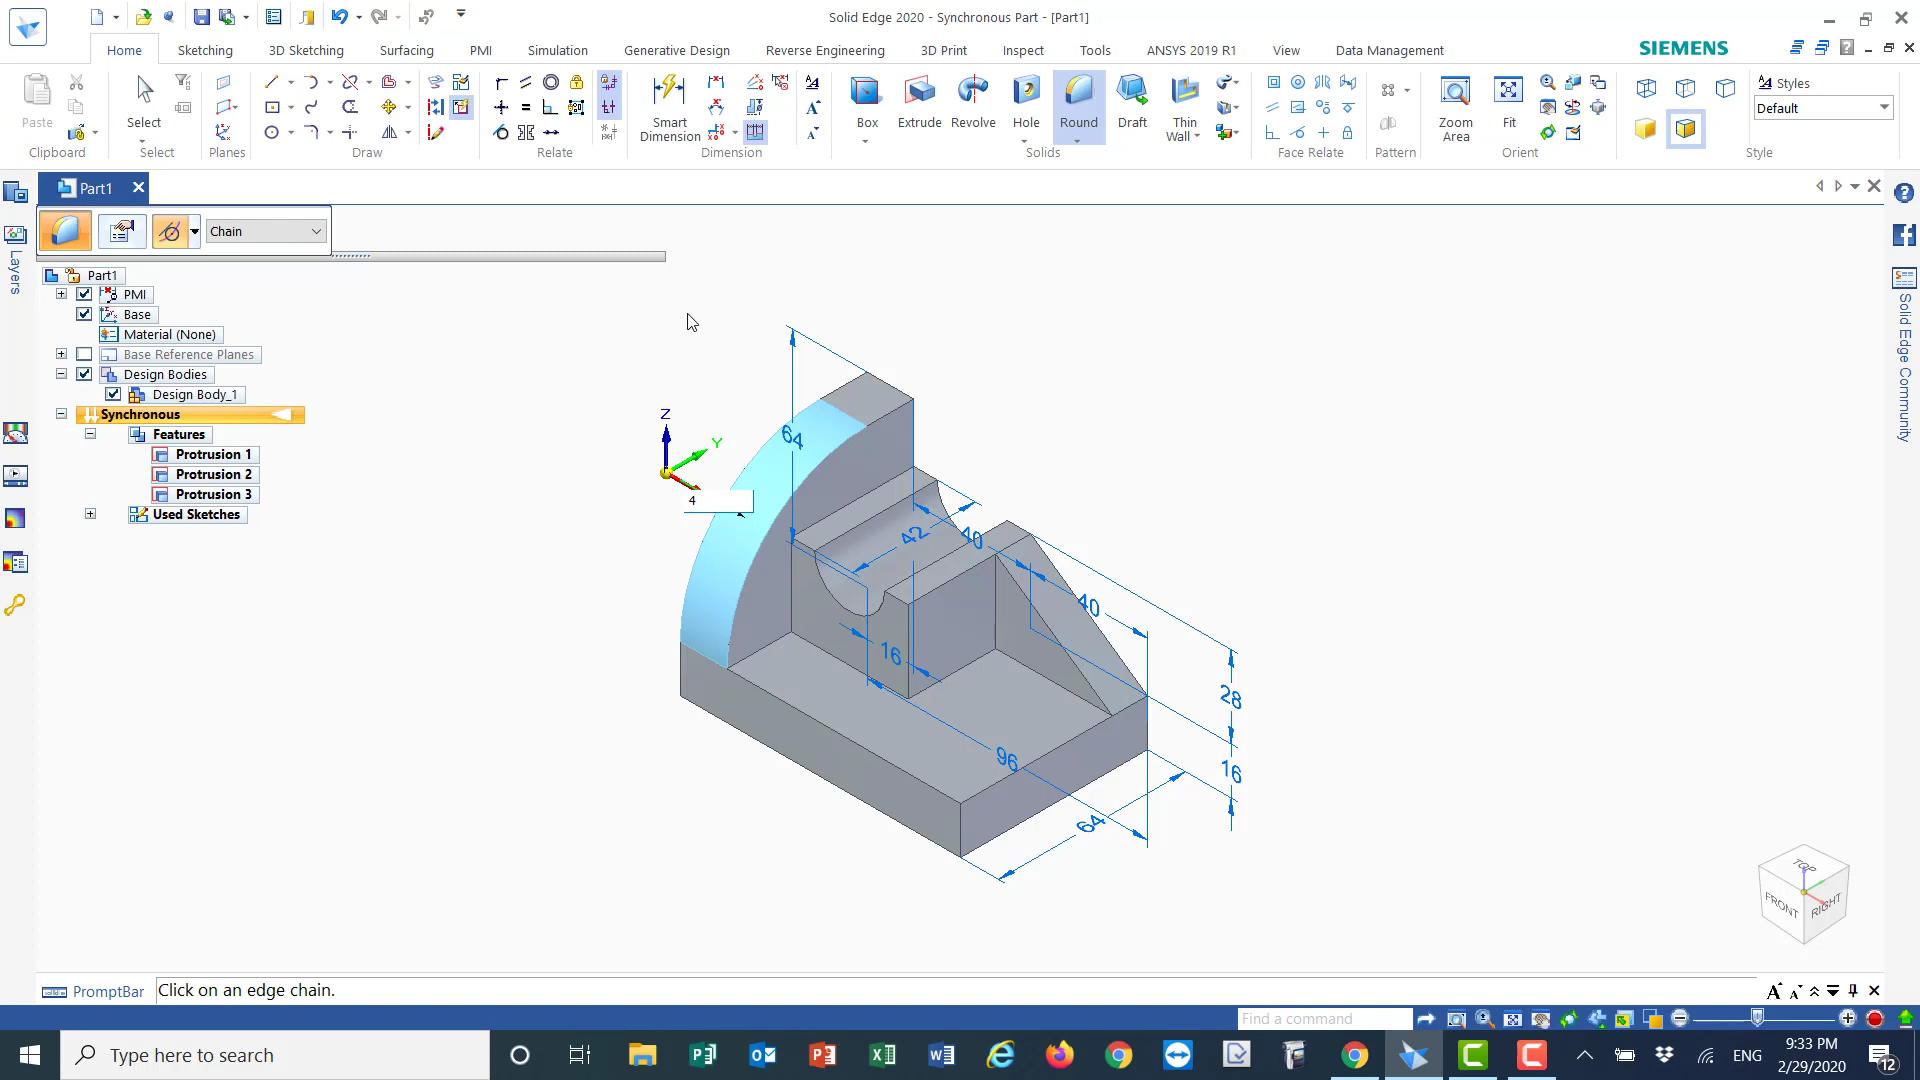 Solid Edge 2020 - Synchronous Part - [Part1]
Home
Sketching
3D Sketching
Surfacing
PMI
Simulation
Generative Design
Reverse Engineering
3D Print
Inspect
Tools
ANSYS 2019 R1
View
Data Management
SIEMENS
Paste
Clipboard
Select
Select
Planes
Draw
Relate
Smart Dimension
Dimension
Box
Extrude
Revolve
Hole
Round
Draft
Thin Wall
Solids
Face Relate
Pattern
Zoom Area
Fit
Orient
Styles
Default
Style
Part1
Chain
Layers
Part1
PMI
Base
Material (None)
Base Reference Planes
Design Bodies
Design Body_1
Synchronous
Features
Protrusion 1
Protrusion 2
Protrusion 3
Used Sketches
Solid Edge Community
Z
Y
4
64
42
40
40
16
28
16
96
64
TOP
FRONT
RIGHT
PromptBar
Click on an edge chain.
Find a command
Type here to search
ENG
9:33 PM
2/29/2020
12